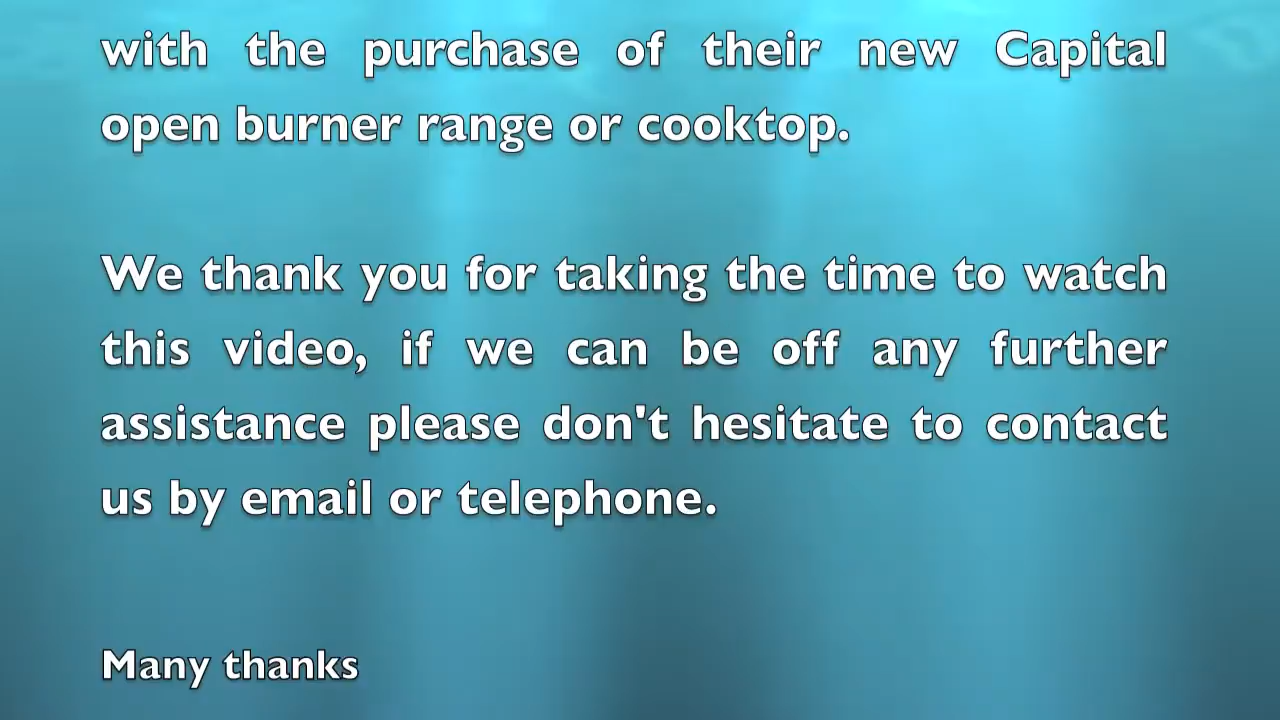 with the purchase of their new Capital
open burner range or cooktop.
We thank you for taking the time to watch
this video, if we can be off any further
assistance please don't hesitate to contact
us by email or telephone.
Many thanks